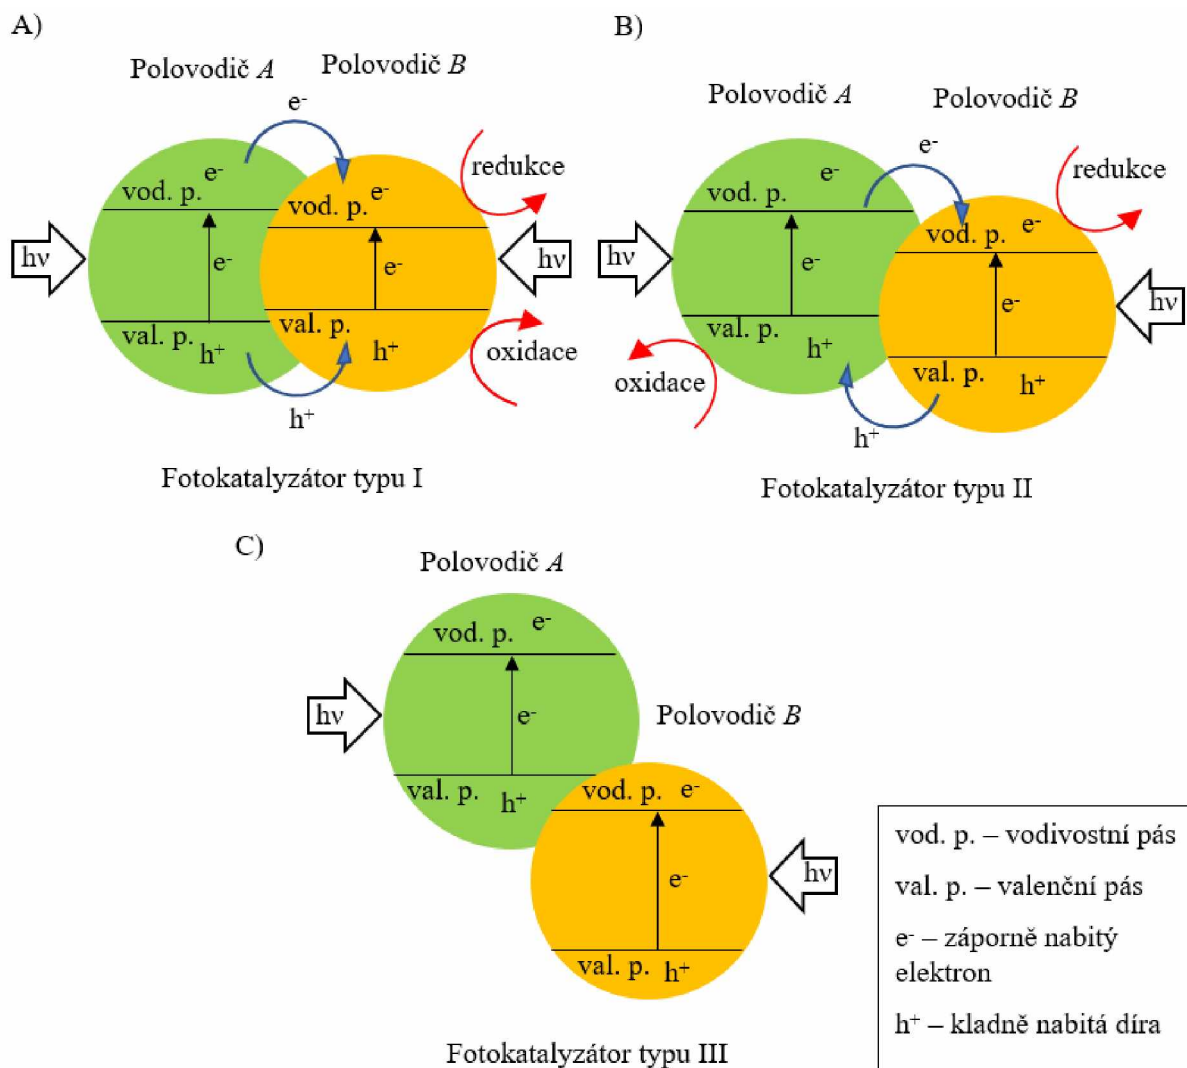 A)
Polovodič A
Polovodič B
e-
e-
vod. p.
vod. p.
e-
redukce
hν
e-
e-
hν
val. p.
h+
val. p.
h+
oxidace
h+
Fotokatalyzátor typu I
B)
Polovodič A
Polovodič B
e-
e-
vod. p.
vod. p.
e-
redukce
hν
e-
e-
hν
val. p.
h+
val. p.
h+
oxidace
h+
Fotokatalyzátor typu II
C)
Polovodič A
vod. p.
e-
hν
e-
Polovodič B
val. p.
h+
vod. p.
e-
e-
hν
val. p.
h+
Fotokatalyzátor typu III
vod. p. – vodivostní pás
val. p. – valenční pás
e- – záporně nabitý
elektron
h+ – kladně nabitá díra